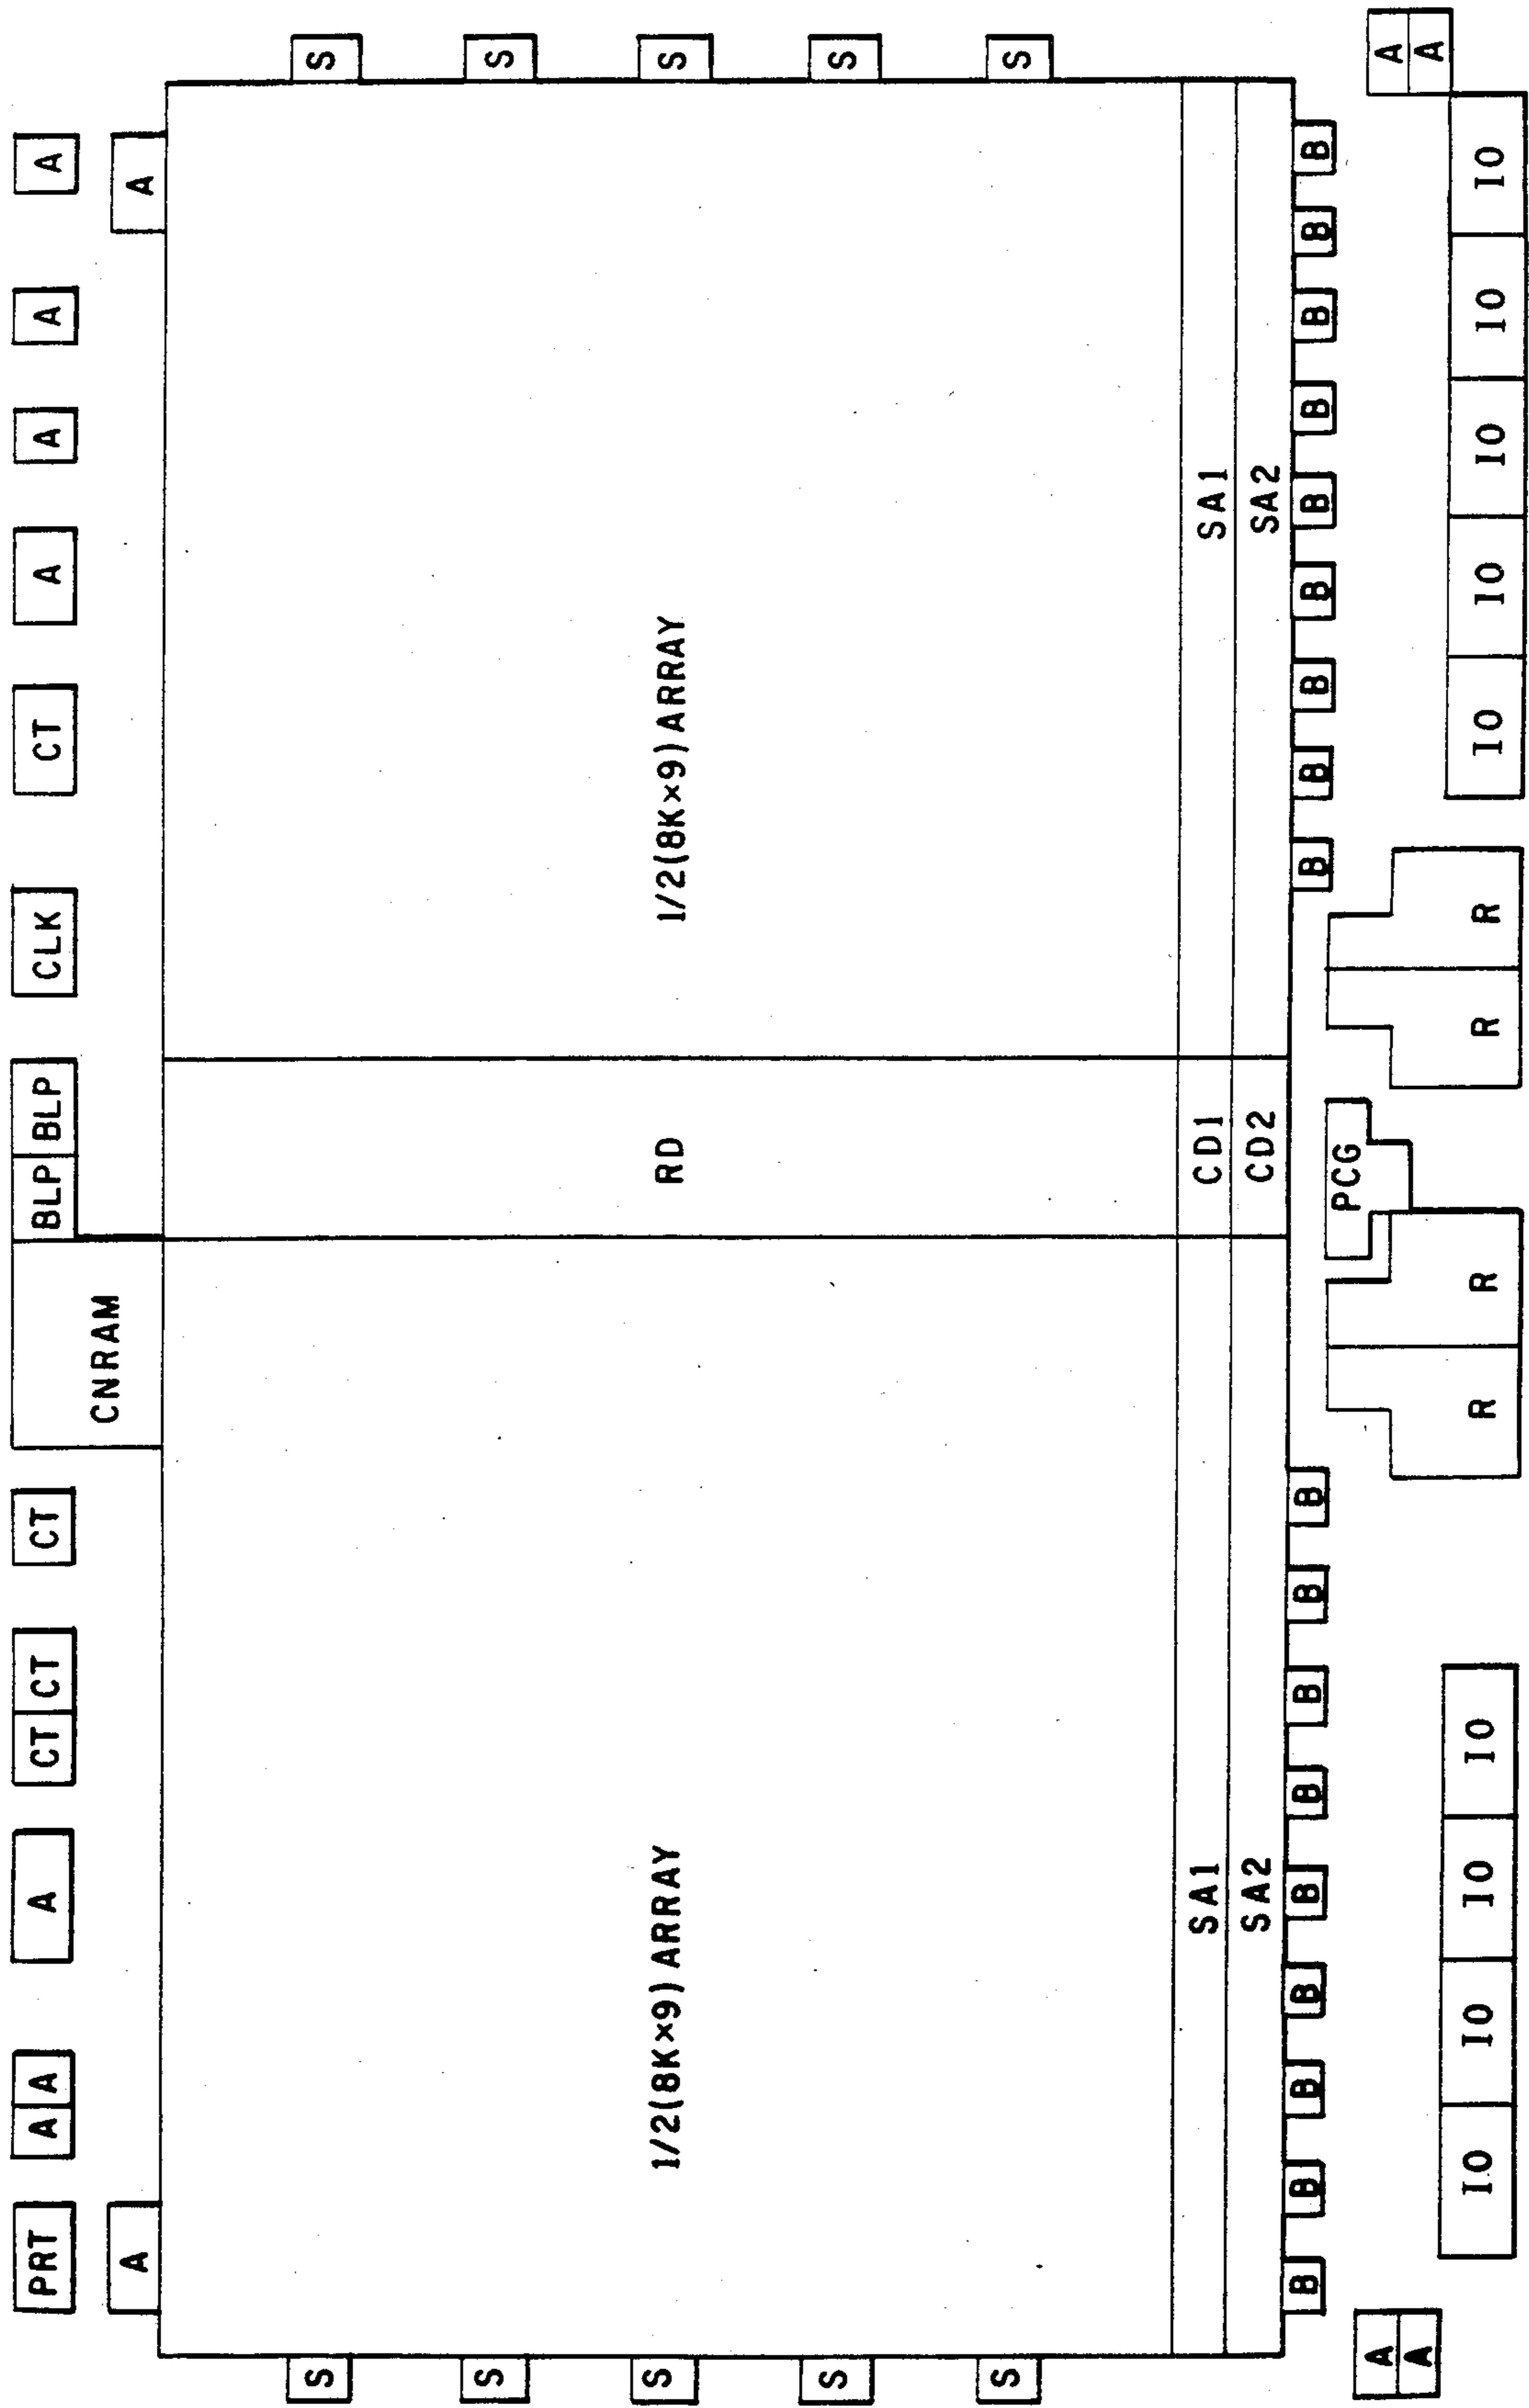 PRT A A A CT CT CT BLP BLP CLK CT A A A A
A CNRAM A
S S
S S
S 1/2(8K×9)ARRAY RD 1/2(8K×9)ARRAY S
S S
S S
SA1 CD1 SA1
SA2 CD2 SA2
B B B B B B B B B B B B B B B B B B
PCG
A A
A A
IO IO IO IO R R R R IO IO IO IO IO